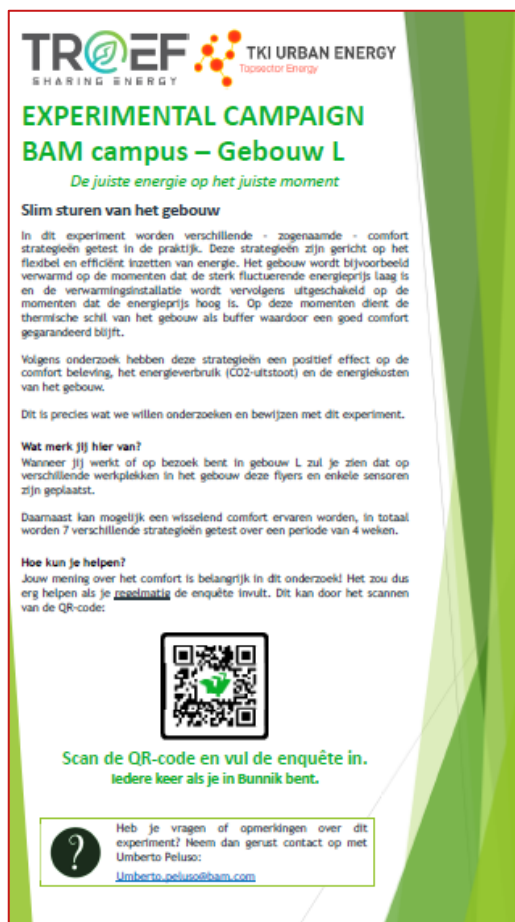 TROEF
SHARING ENERGY
TKI URBAN ENERGY
Topsector Energy
EXPERIMENTAL CAMPAIGN
BAM campus – Gebouw L
De juiste energie op het juiste moment
Slim sturen van het gebouw
In dit experiment worden verschillende - zogenaamde - comfort
strategieën getest in de praktijk. Deze strategieën zijn gericht op het
flexibel en efficiënt inzetten van energie. Het gebouw wordt bijvoorbeeld
verwarmd op de momenten dat de sterk fluctuerende energieprijs laag is
en de verwarmingsinstallatie wordt vervolgens uitgeschakeld op de
momenten dat de energieprijs hoog is. Op deze momenten dient de
thermische schil van het gebouw als buffer waardoor een goed comfort
gegarandeerd blijft.
Volgens onderzoek hebben deze strategieën een positief effect op de
comfort beleving, het energieverbruik (CO2-uitstoot) en de energiekosten
van het gebouw.
Dit is precies wat we willen onderzoeken en bewijzen met dit experiment.
Wat merk jij hier van?
Wanneer jij werkt of op bezoek bent in gebouw L zul je zien dat op
verschillende werkplekken in het gebouw deze flyers en enkele sensoren
zijn geplaatst.
Daarnaast kan mogelijk een wisselend comfort ervaren worden, in totaal
worden 7 verschillende strategieën getest over een periode van 4 weken.
Hoe kun je helpen?
Jouw mening over het comfort is belangrijk in dit onderzoek! Het zou dus
erg helpen als je regelmatig de enquête invult. Dit kan door het scannen
van de QR-code:
Scan de QR-code en vul de enquête in.
Iedere keer als je in Bunnik bent.
?
Heb je vragen of opmerkingen over dit
experiment? Neem dan gerust contact op met
Umberto Peluso:
Umberto.peluso@bam.com